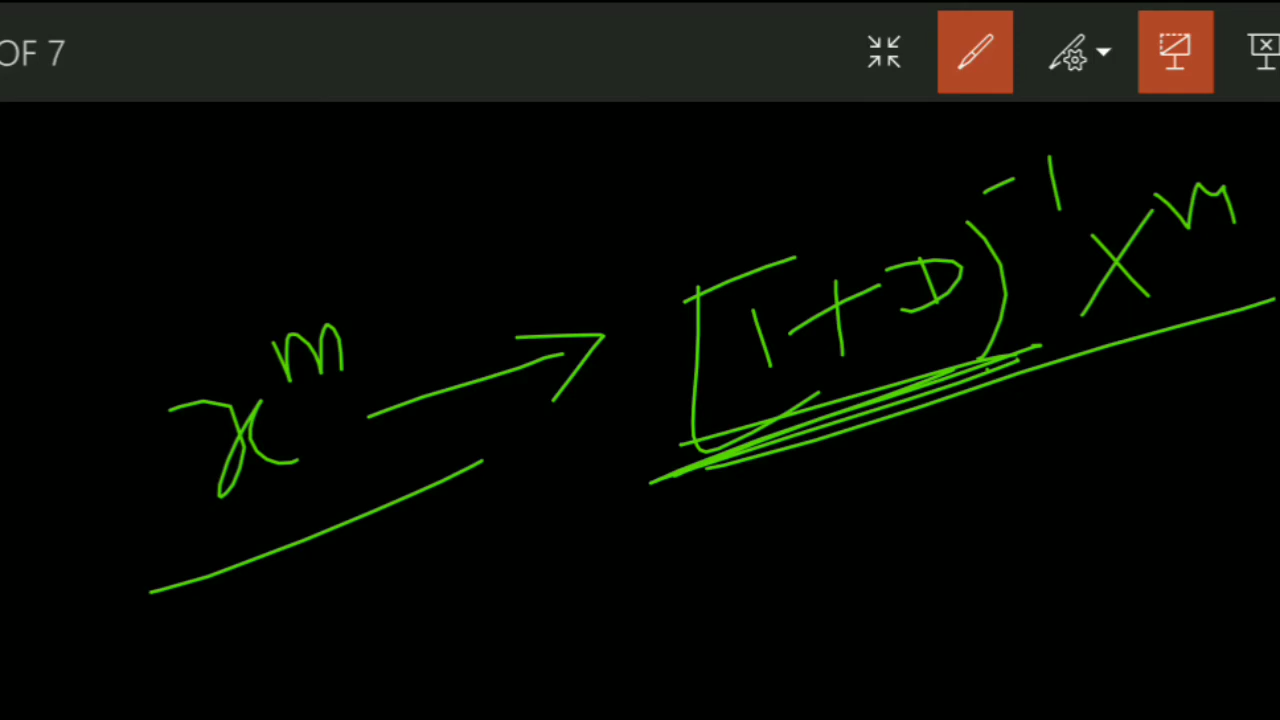 OF 7
x^m → [1+D)^-1 x^m